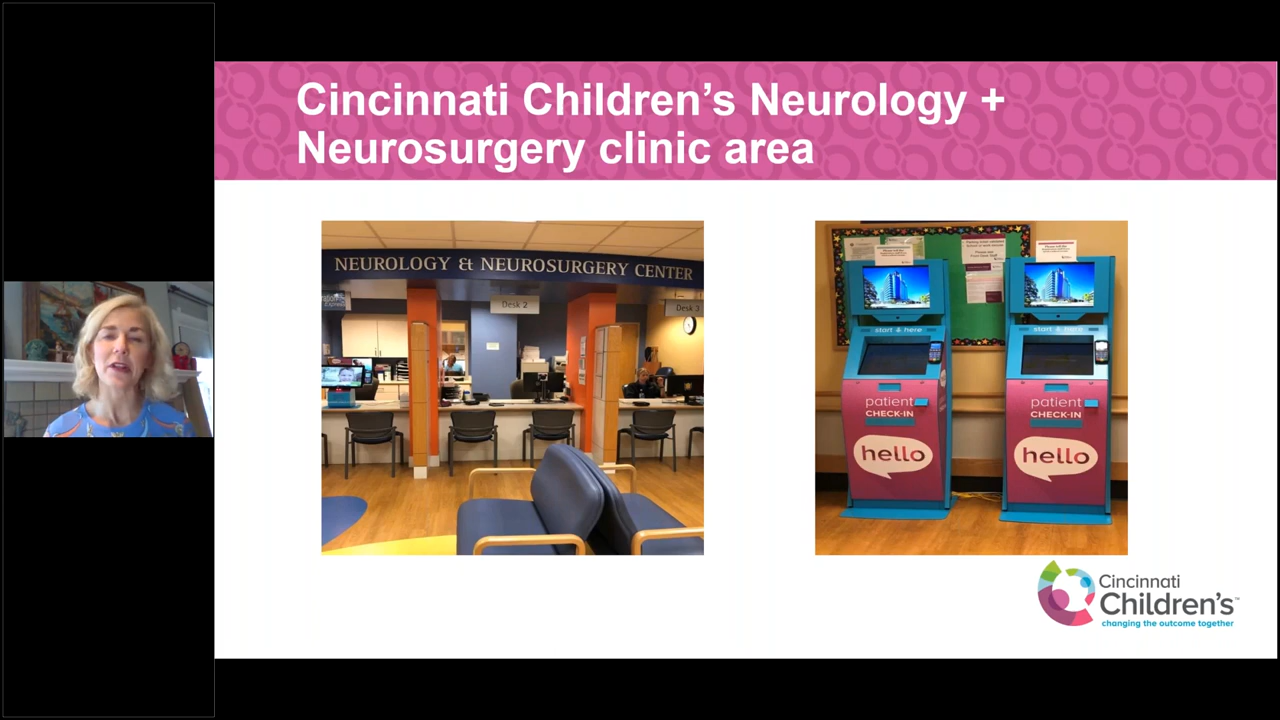 Cincinnati Children’s Neurology +
Neurosurgery clinic area
NEUROLOGY & NEUROSURGERY CENTER
Desk 2
Desk 3
start & here
start & here
patient
CHECK-IN
hello
patient
CHECK-IN
hello
Cincinnati
Children’s™
changing the outcome together